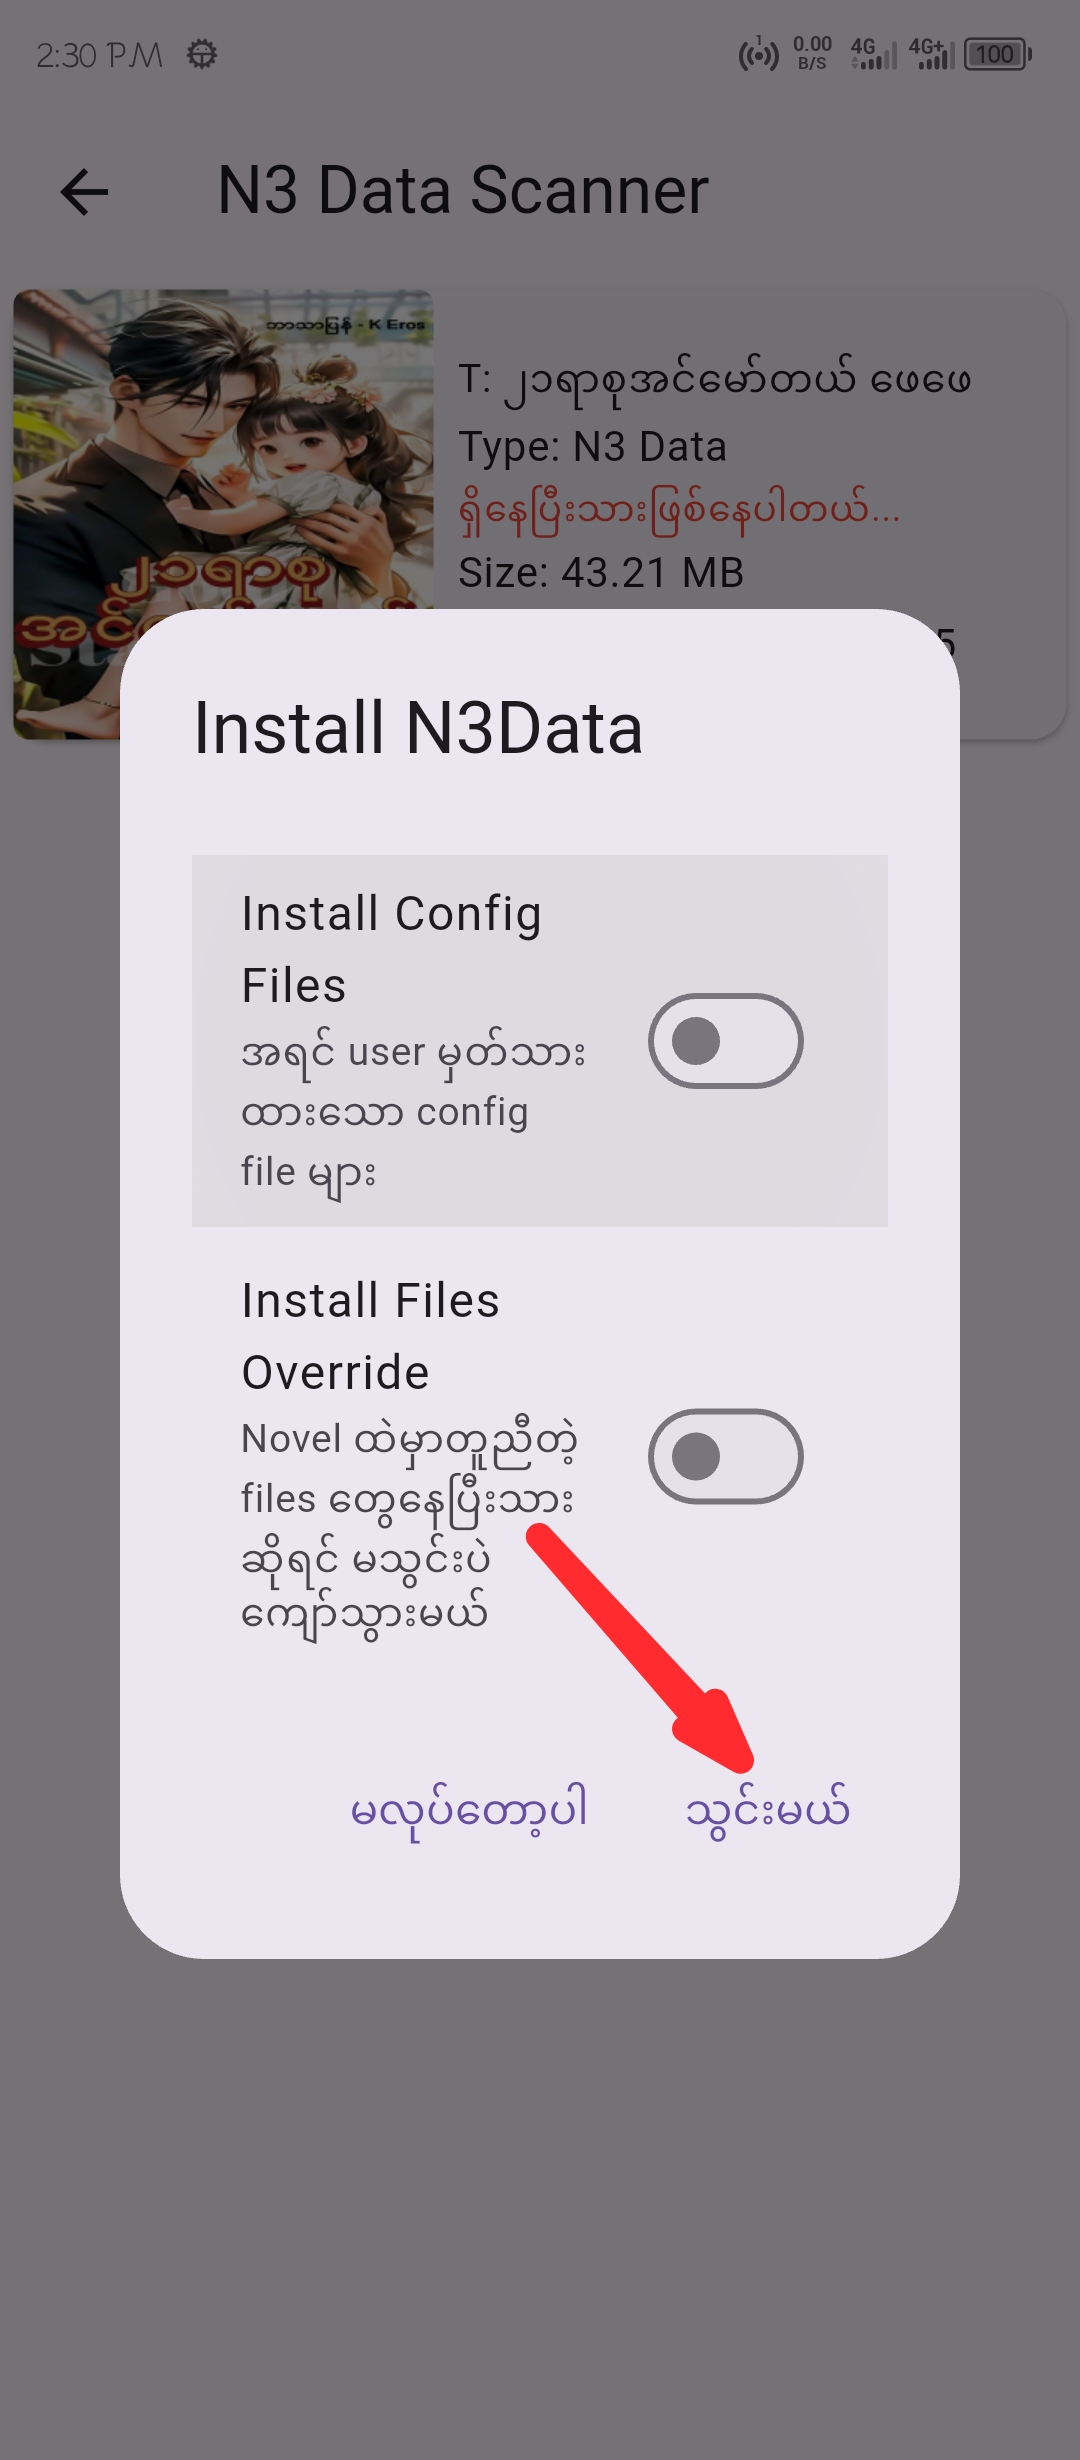 2:30 PM
1
0.00
B/S
4G
4G+
100
N3 Data Scanner
ဘာသာပြန် - K Eros
၂၁ရာစု
T: ၂၁ရာစုအင်မော်တယ် ဖေဖေ
Type: N3 Data
ရှိနေပြီးသားဖြစ်နေပါတယ်...
Size: 43.21 MB
5
Install N3Data
Install Config
Files
အရင် user မှတ်သား
ထားသော config
file များ
Install Files
Override
Novel ထဲမှာတူညီတဲ့
files တွေနေပြီးသား
ဆိုရင် မသွင်းပဲ
ကျော်သွားမယ်
မလုပ်တော့ပါ
သွင်းမယ်